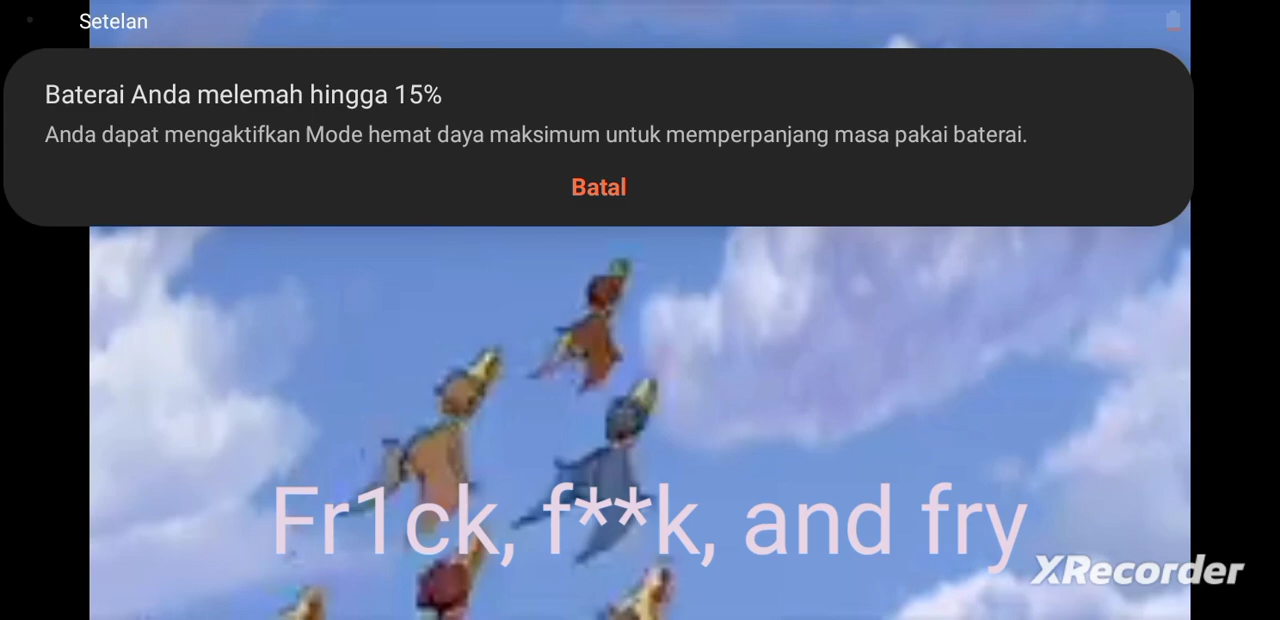 Setelan
Baterai Anda melemah hingga 15%
Anda dapat mengaktifkan Mode hemat daya maksimum untuk memperpanjang masa pakai baterai.
Batal
Fr1ck, f**k, and fry
XRecorder